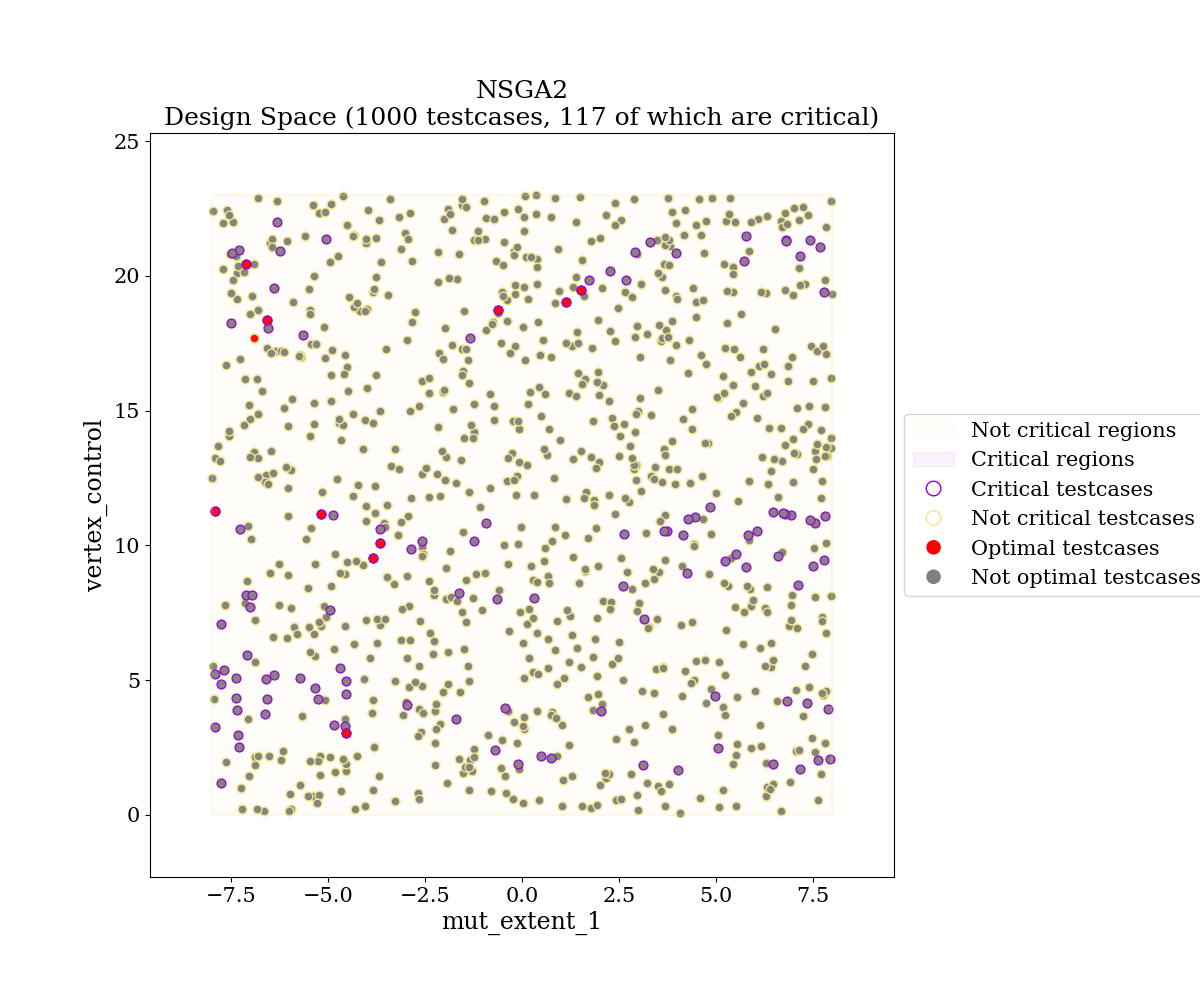 NSGA2
Design Space (1000 testcases, 117 of which are critical)
25
20
15
10
5
0
vertex_control
−7.5 −5.0 −2.5 0.0 2.5 5.0 7.5
mut_extent_1
Not critical regions
Critical regions
Critical testcases
Not critical testcases
Optimal testcases
Not optimal testcases